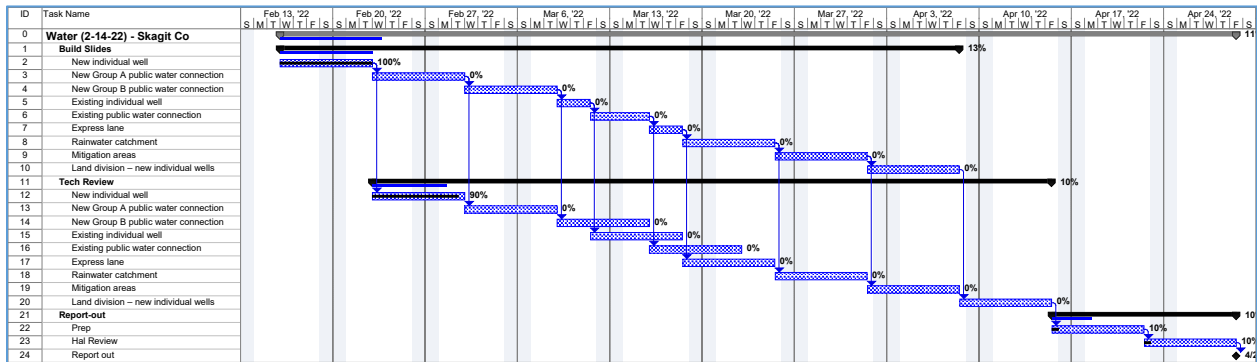 ID Task Name Feb 13, '22 Feb 20, '22 Feb 27, '22 Mar 6, '22 Mar 13, '22 Mar 20, '22 Mar 27, '22 Apr 3, '22 Apr 10, '22 Apr 17, '22 Apr 24, '22
S M T W T F S S M T W T F S S M T W T F S S M T W T F S S M T W T F S S M T W T F S S M T W T F S S M T W T F S S M T W T F S S M T W T F S S M T W T F S
0 Water (2-14-22) - Skagit Co 11
1 Build Slides 13%
2 New individual well 100%
3 New Group A public water connection 0%
4 New Group B public water connection 0%
5 Existing individual well 0%
6 Existing public water connection 0%
7 Express lane 0%
8 Rainwater catchment 0%
9 Mitigation areas 0%
10 Land division – new individual wells 0%
11 Tech Review 10%
12 New individual well 90%
13 New Group A public water connection 0%
14 New Group B public water connection 0%
15 Existing individual well 0%
16 Existing public water connection 0%
17 Express lane 0%
18 Rainwater catchment 0%
19 Mitigation areas 0%
20 Land division – new individual wells 0%
21 Report-out 10
22 Prep 10%
23 Hal Review 10%
24 Report out